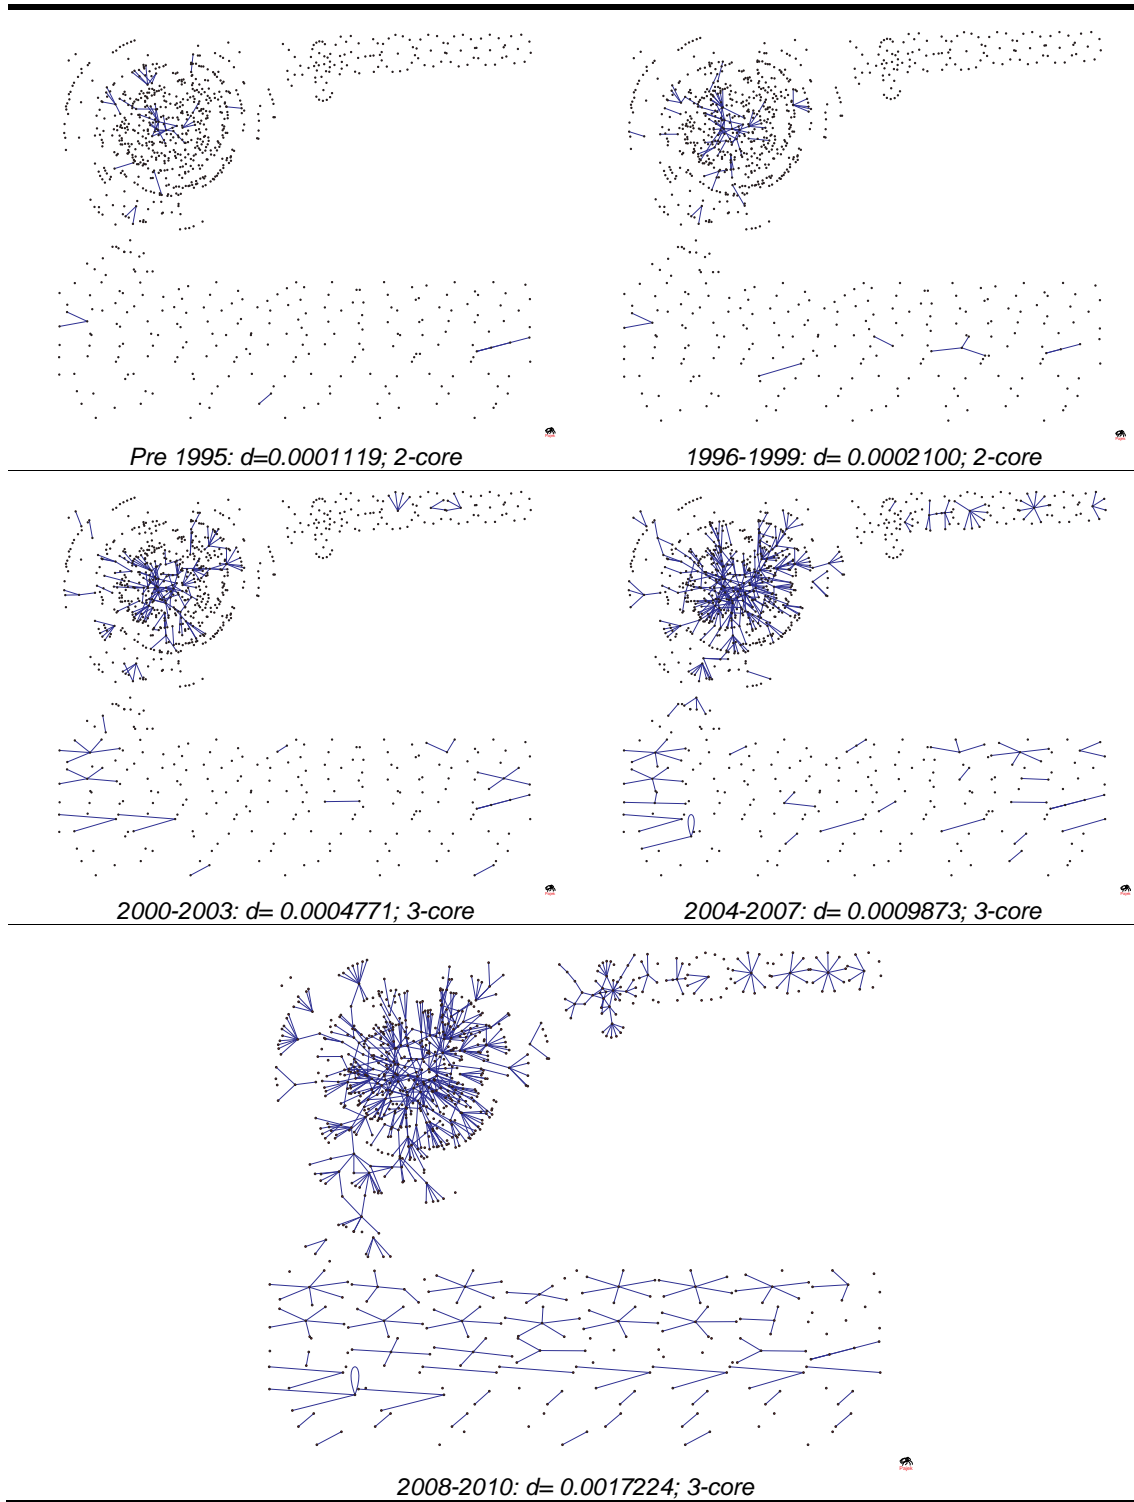 Pre 1995: d=0.0001119; 2-core
1996-1999: d= 0.0002100; 2-core
2000-2003: d= 0.0004771; 3-core
2004-2007: d= 0.0009873; 3-core
Pajek
2008-2010: d= 0.0017224; 3-core